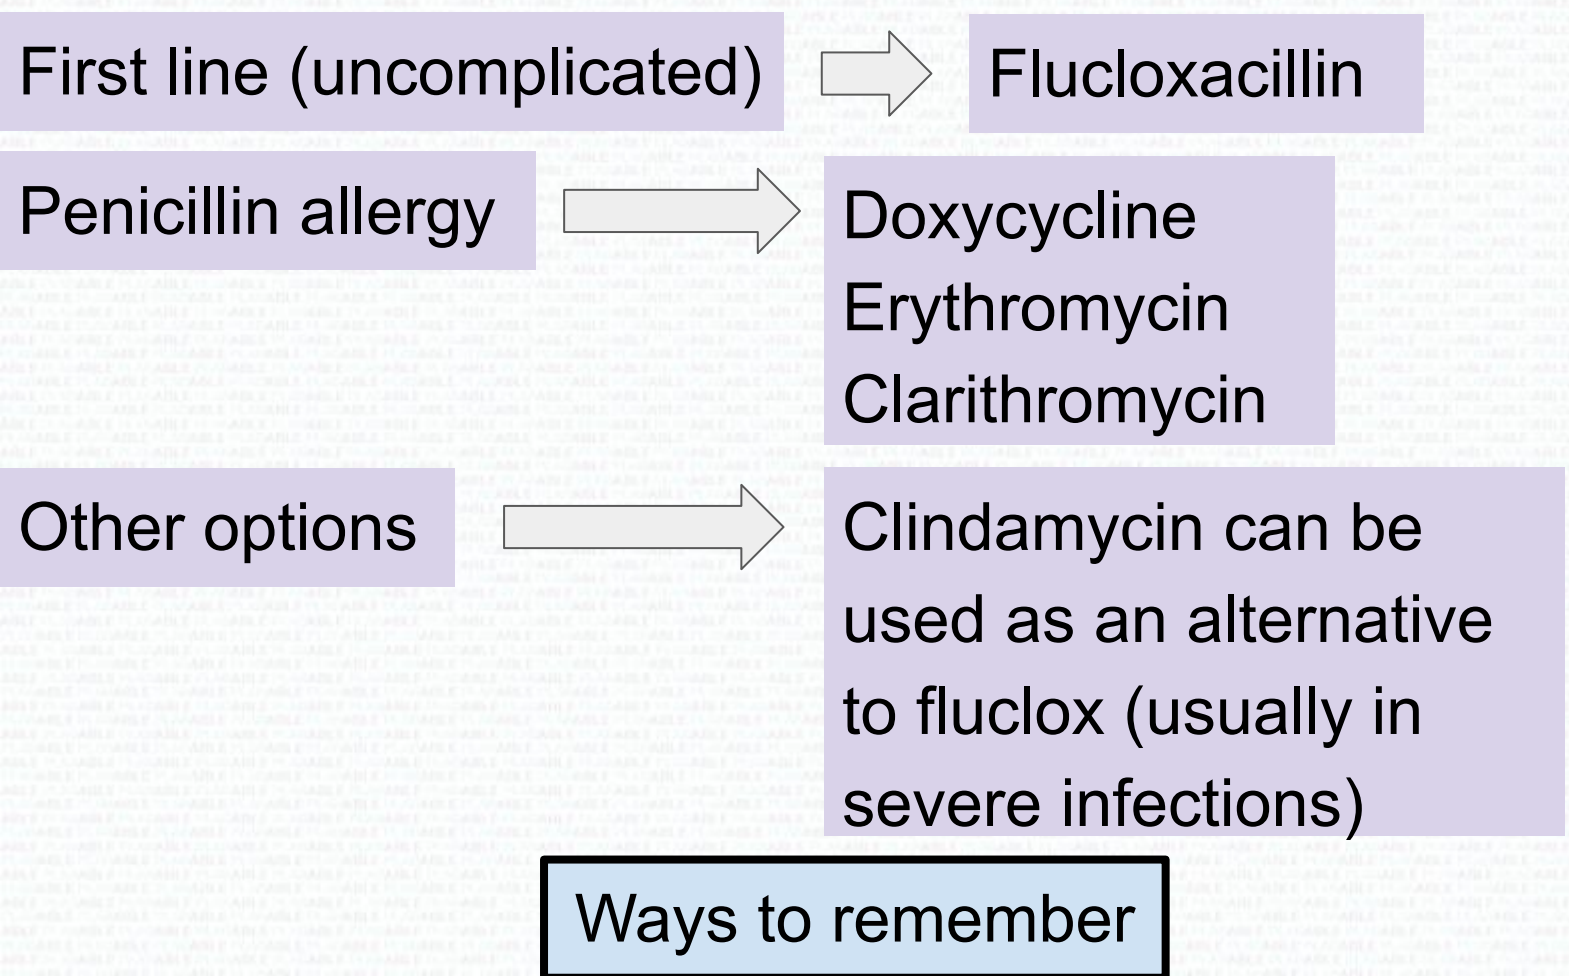 First line (uncomplicated)
Flucloxacillin
Penicillin allergy
Doxycycline
Erythromycin
Clarithromycin
Other options
Clindamycin can be
used as an alternative
to fluclox (usually in
severe infections)
Ways to remember